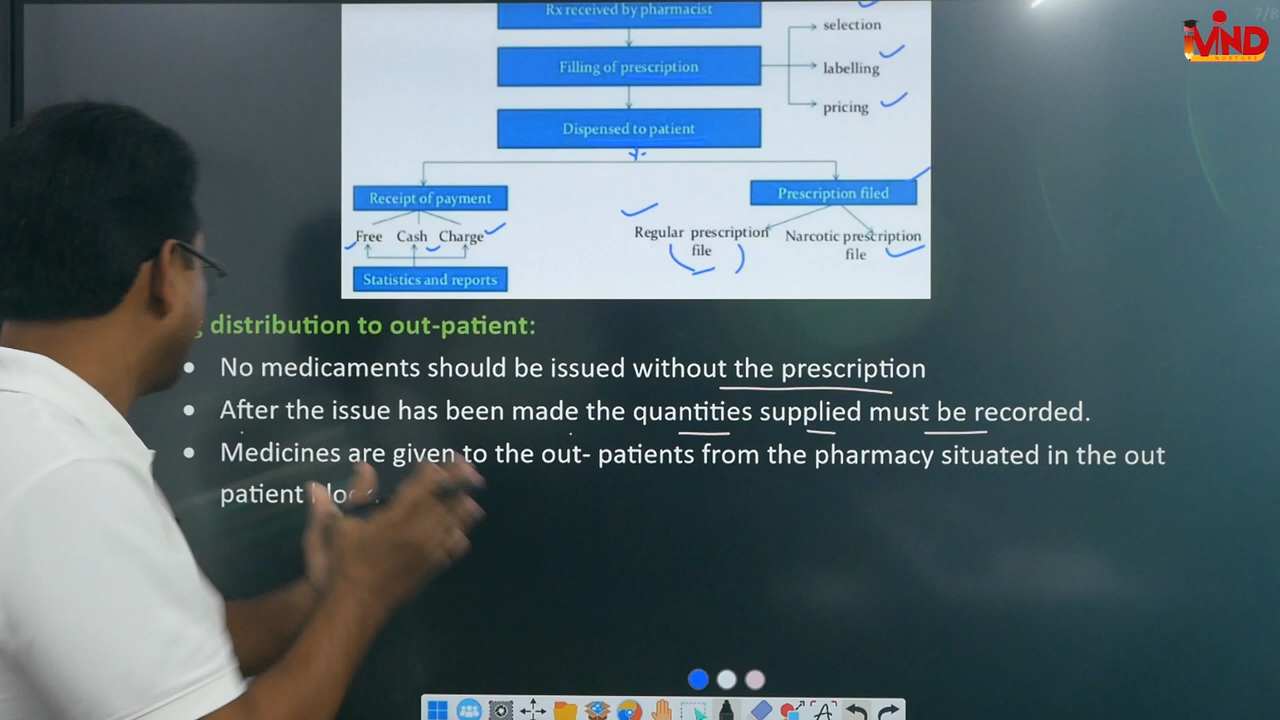 Rx received by pharmacist
selection
Filling of prescription
labelling
pricing
Dispensed to patient
Receipt of payment
Prescription filed
Free Cash Charge
Regular prescription file
Narcotic prescription file
Statistics and reports
distribution to out-patient:
No medicaments should be issued without the prescription
After the issue has been made the quantities supplied must be recorded.
Medicines are given to the out- patients from the pharmacy situated in the out
patient
MIND
NURTURE